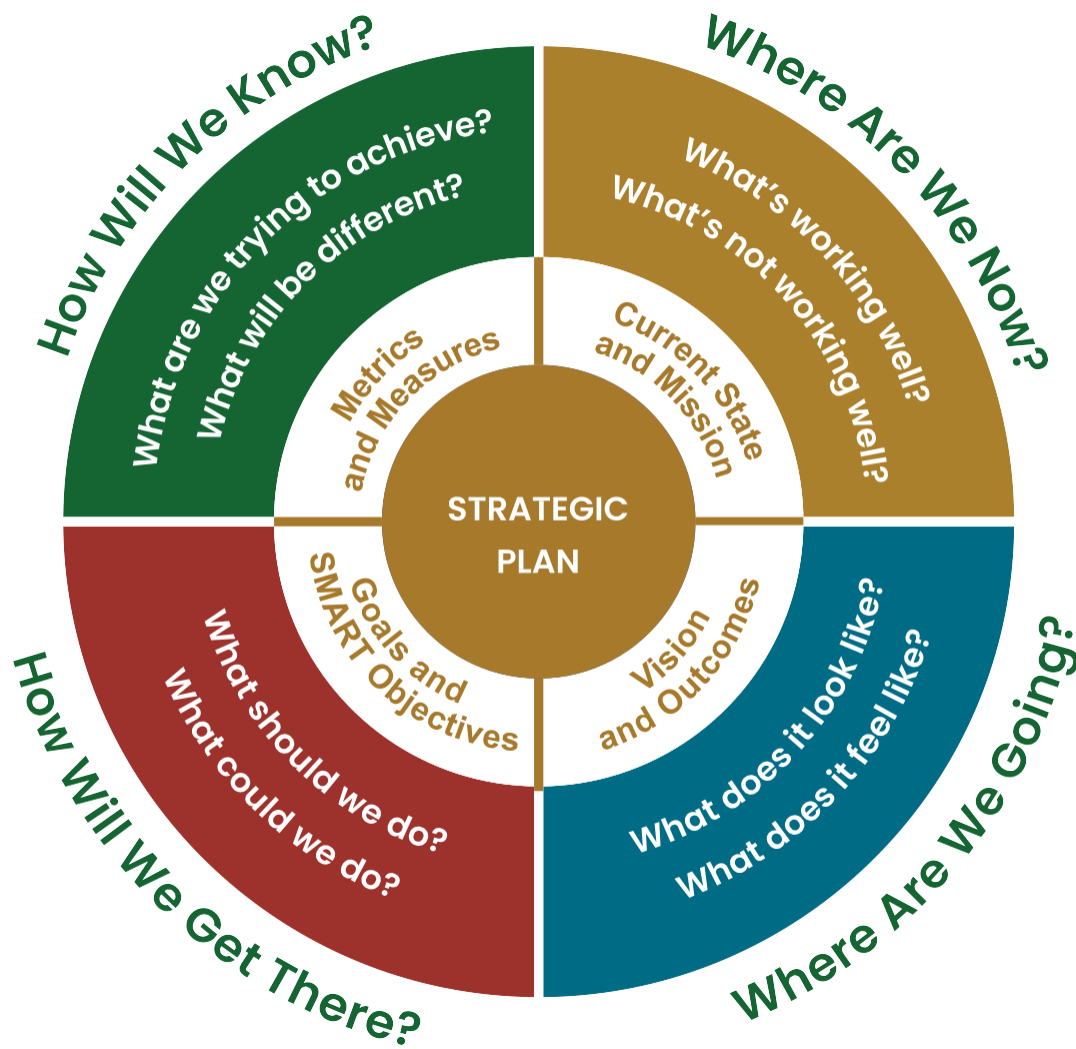 How Will We Know?
What are we trying to achieve?
What will be different?
Metrics
and Measures
Where Are We Now?
What’s working well?
What’s not working well?
Current State
and Mission
STRATEGIC
PLAN
How Will We Get There?
What should we do?
What could we do?
Goals and
SMART Objectives
Where Are We Going?
What does it look like?
What does it feel like?
Vision
and Outcomes